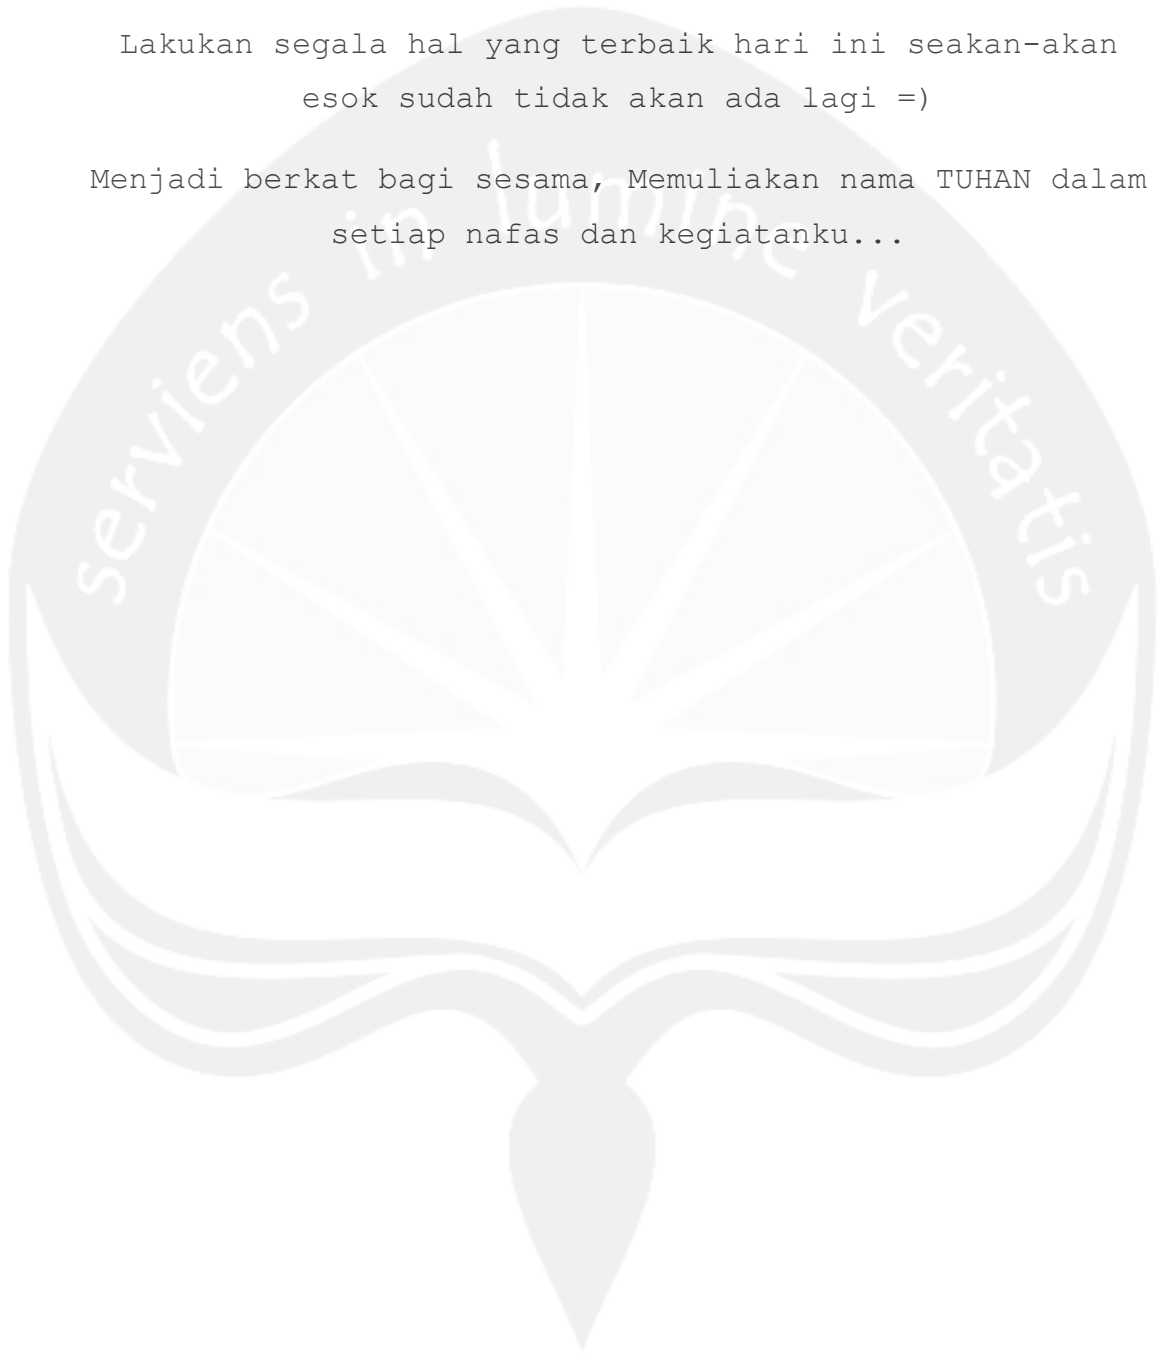 Lakukan segala hal yang terbaik hari ini seakan-akan
esok sudah tidak akan ada lagi =)
Menjadi berkat bagi sesama, Memuliakan nama TUHAN dalam
setiap nafas dan kegiatanku...
serviens in lumine veritatis